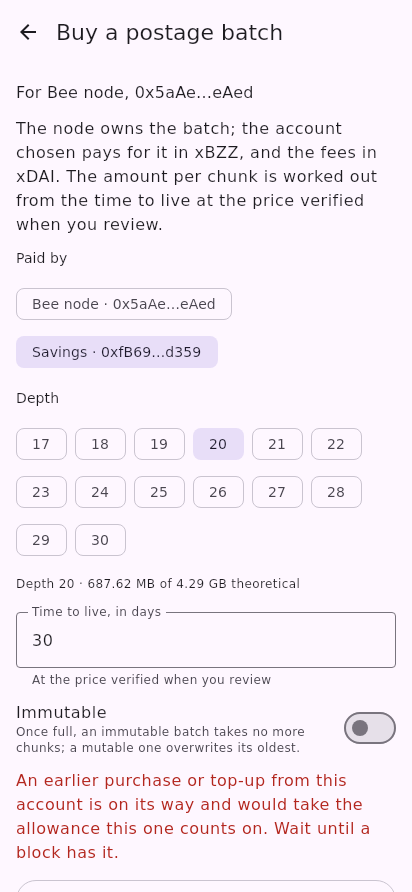 Buy a postage batch
For Bee node, 0x5aAe…eAed
The node owns the batch; the account
chosen pays for it in xBZZ, and the fees in
xDAI. The amount per chunk is worked out
from the time to live at the price verified
when you review.
Paid by
Bee node · 0x5aAe…eAed
Savings · 0xfB69…d359
Depth
17 18 19 20 21 22
23 24 25 26 27 28
29 30
Depth 20 · 687.62 MB of 4.29 GB theoretical
Time to live, in days
30
At the price verified when you review
Immutable
Once full, an immutable batch takes no more
chunks; a mutable one overwrites its oldest.
An earlier purchase or top-up from this
account is on its way and would take the
allowance this one counts on. Wait until a
block has it.